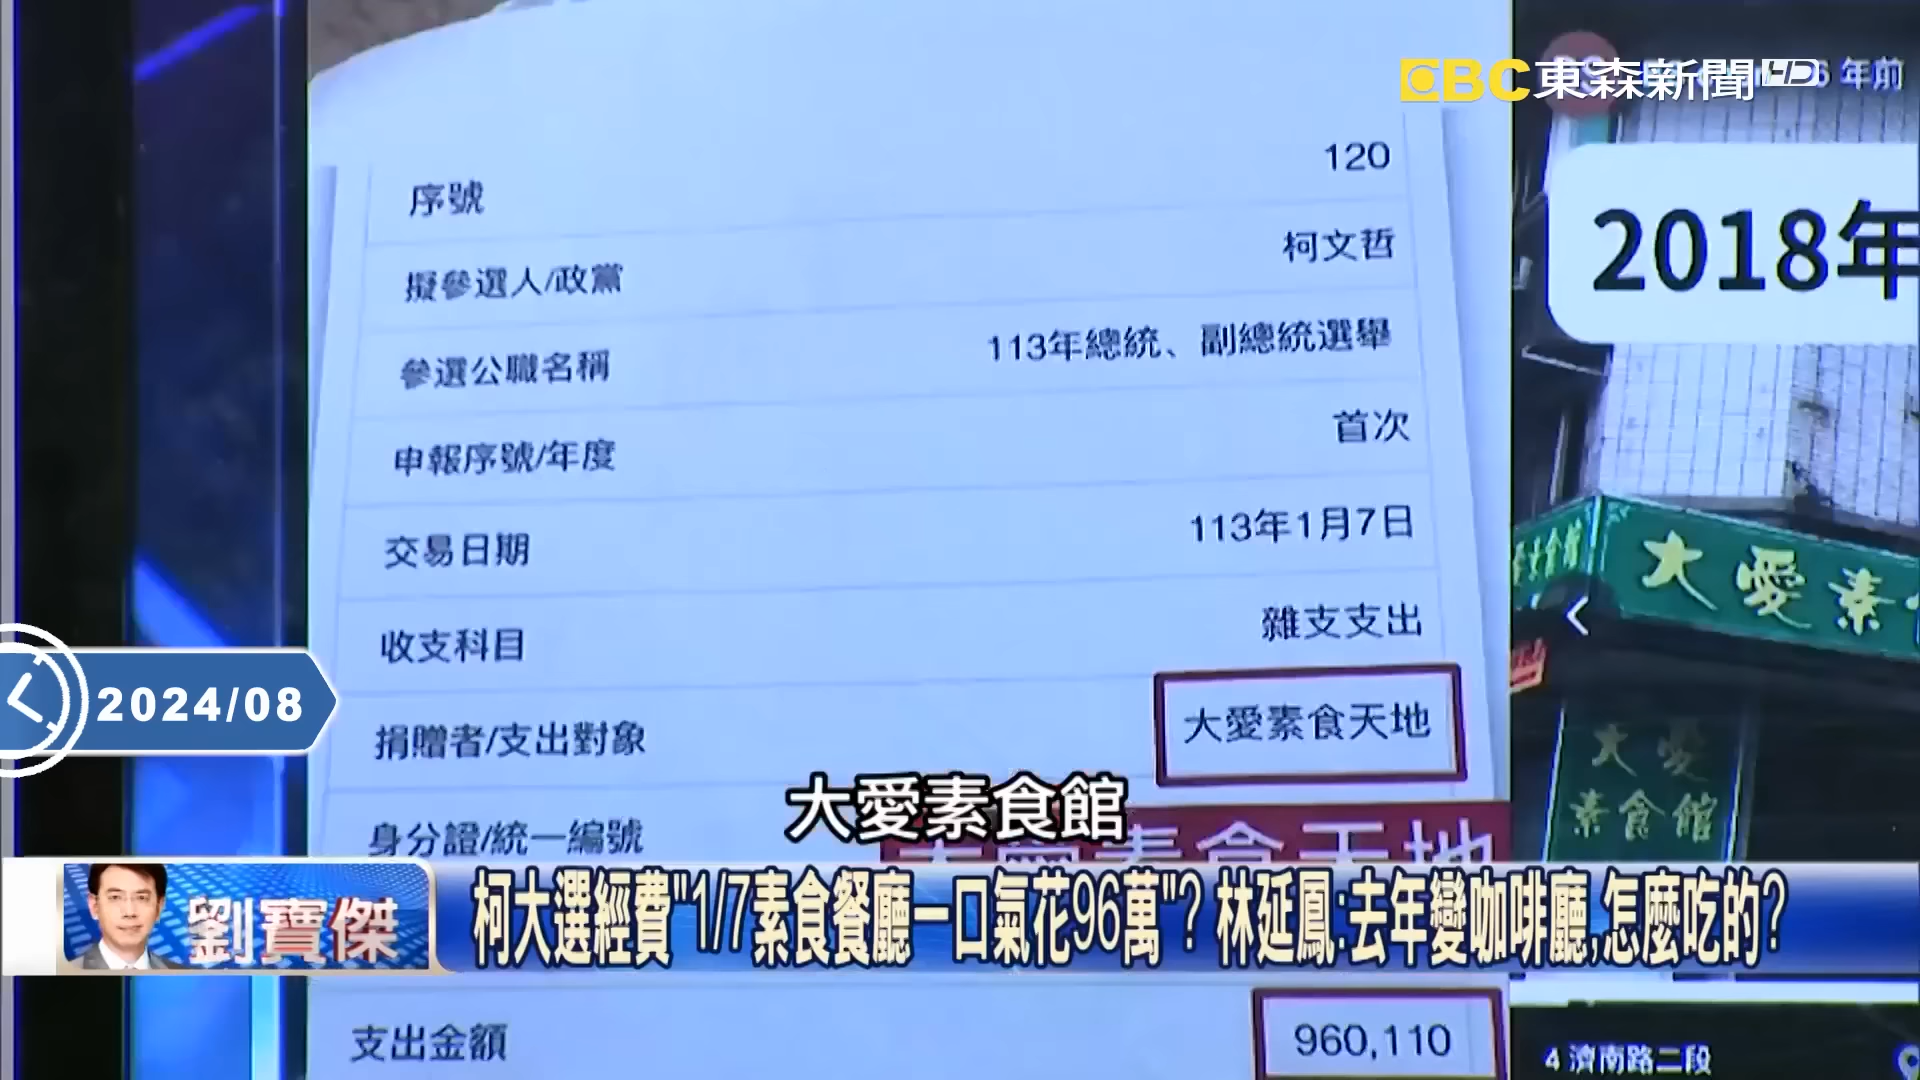 EBC東森新聞HD
6 年前
序號 120
擬參選人/政黨 柯文哲
參選公職名稱 113年總統、副總統選舉
申報序號/年度 首次
交易日期 113年1月7日
收支科目 雜支支出
捐贈者/支出對象 大愛素食天地
身分證/統一編號
支出金額 960,110
2018年
大愛素食
大愛
素食館
4 濟南路二段
2024/08
大愛素食天地
大愛素食館
劉寶傑
柯大選經費"1/7素食餐廳一口氣花96萬"? 林延鳳:去年變咖啡廳,怎麼吃的?